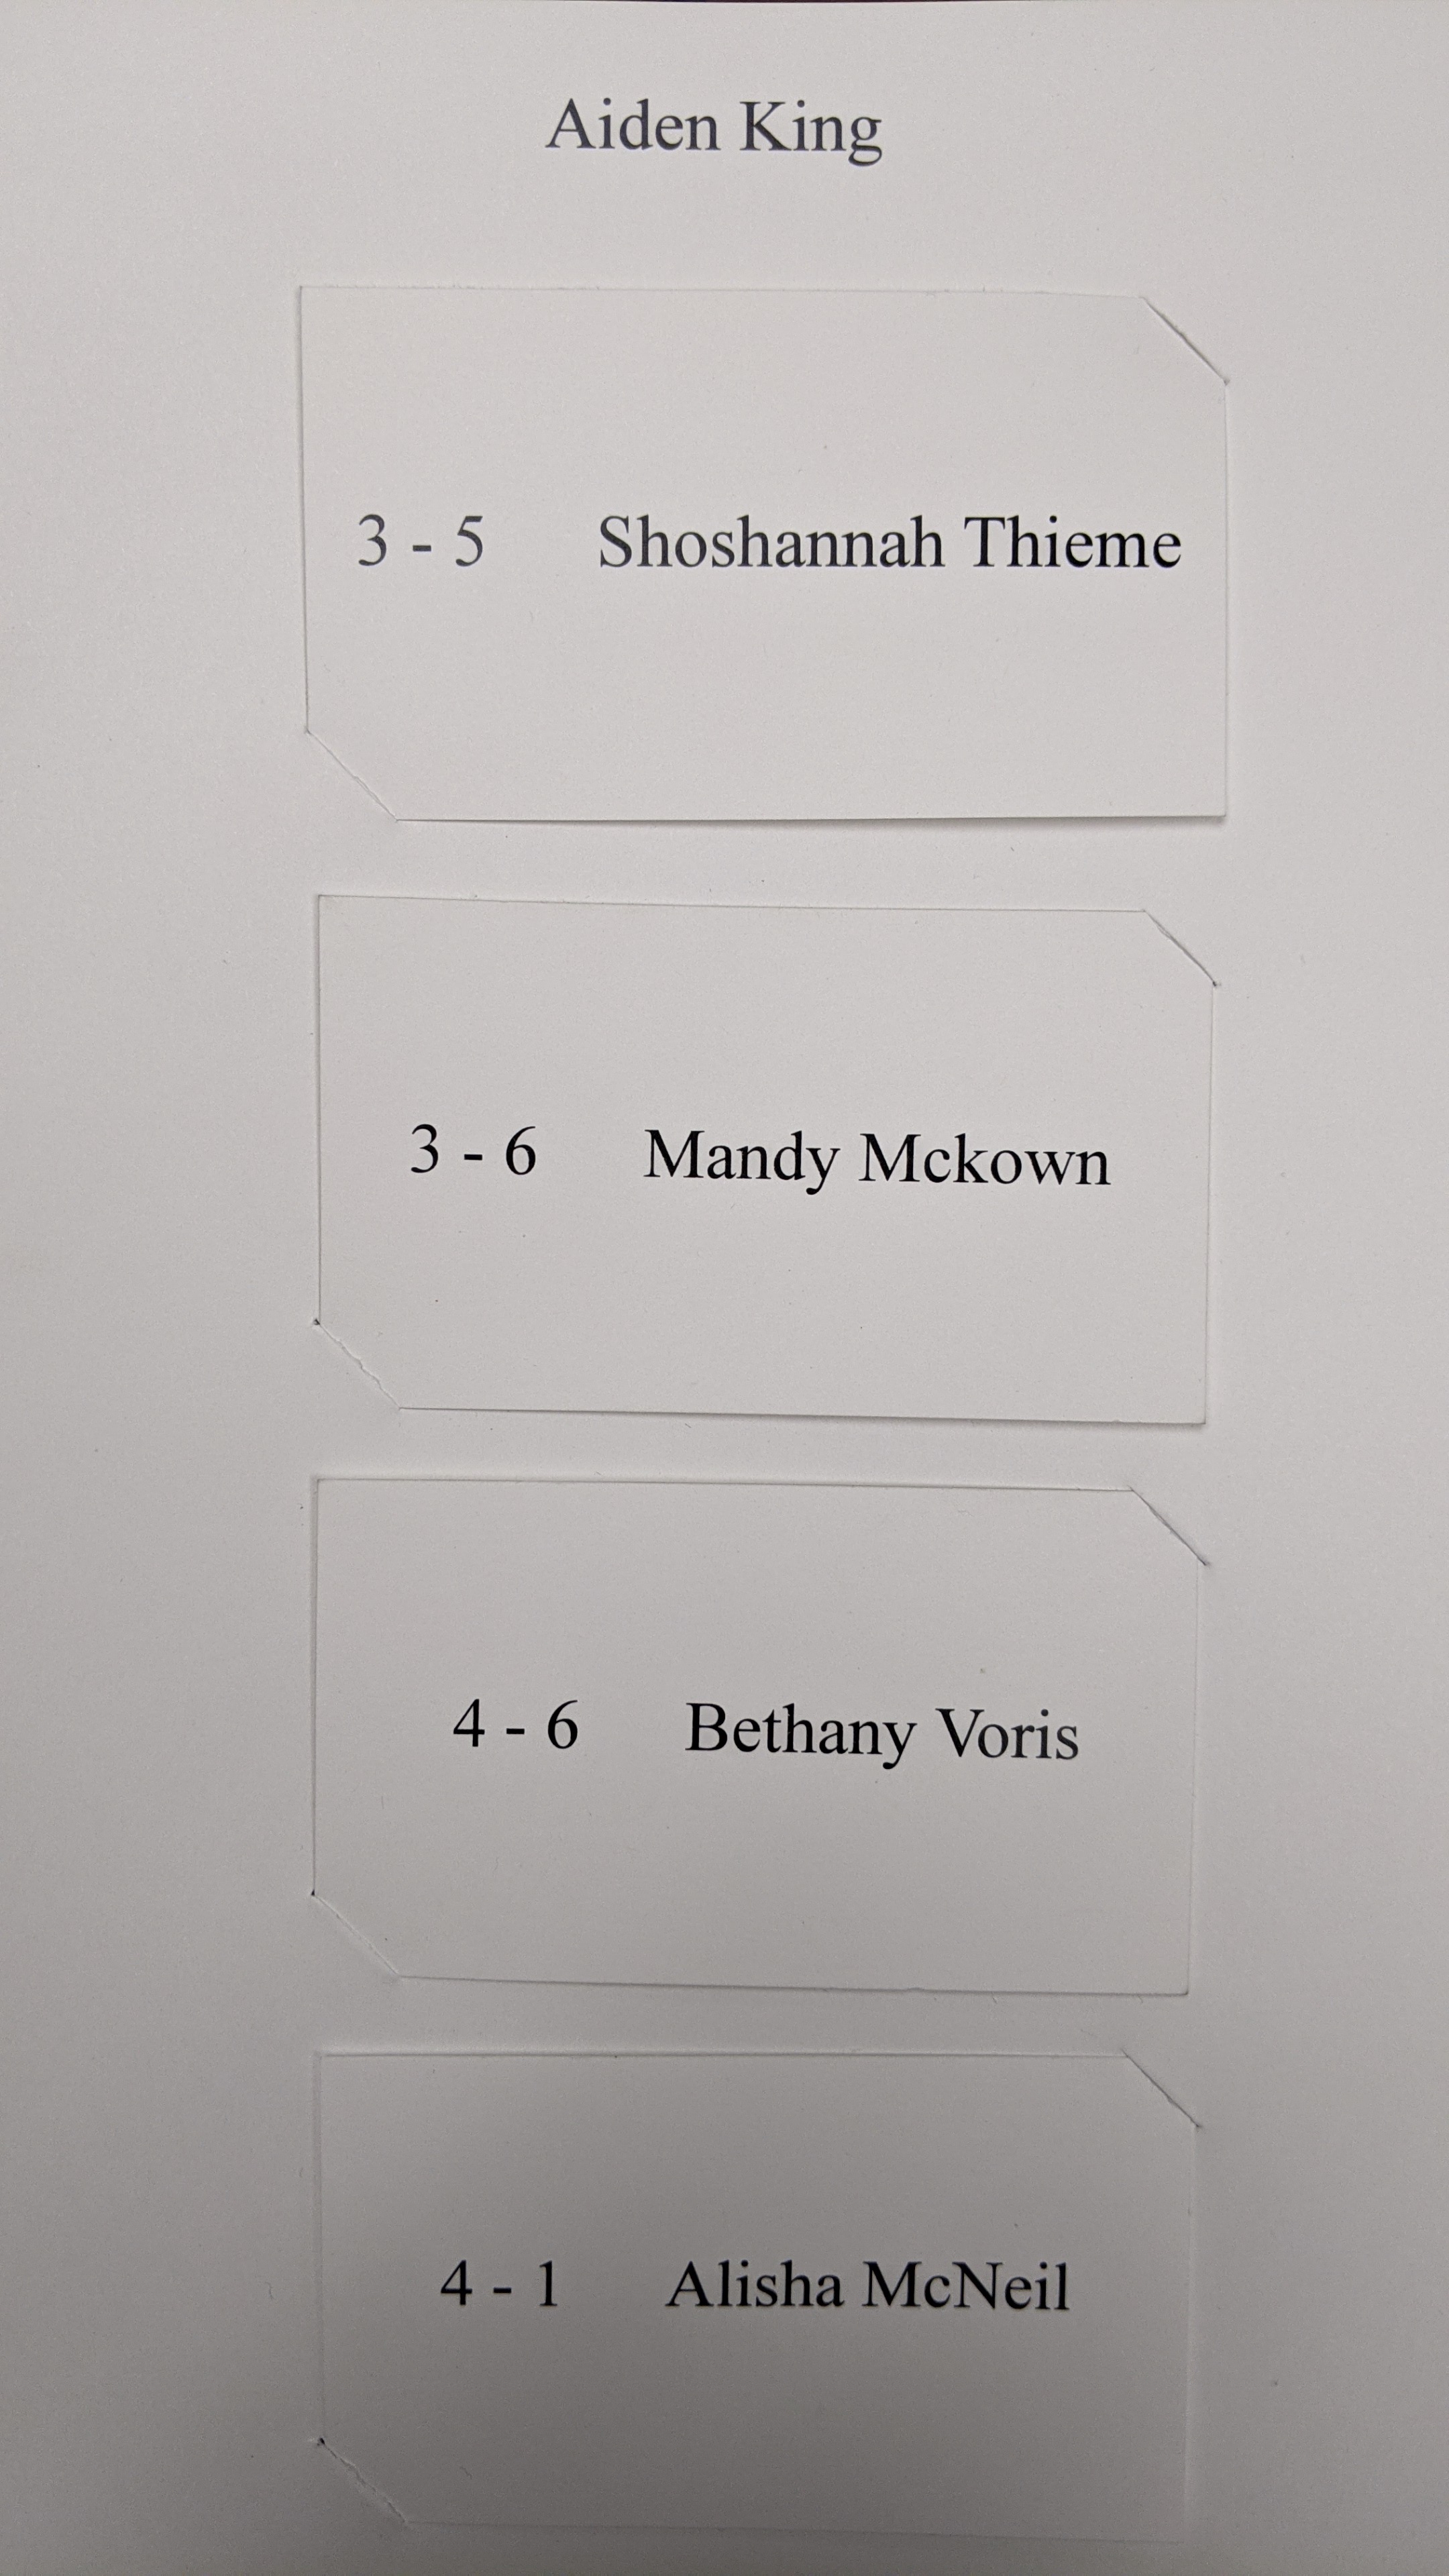 Aiden King
3 - 5 Shoshannah Thieme
3 - 6 Mandy Mckown
4 - 6 Bethany Voris
4 - 1 Alisha McNeil